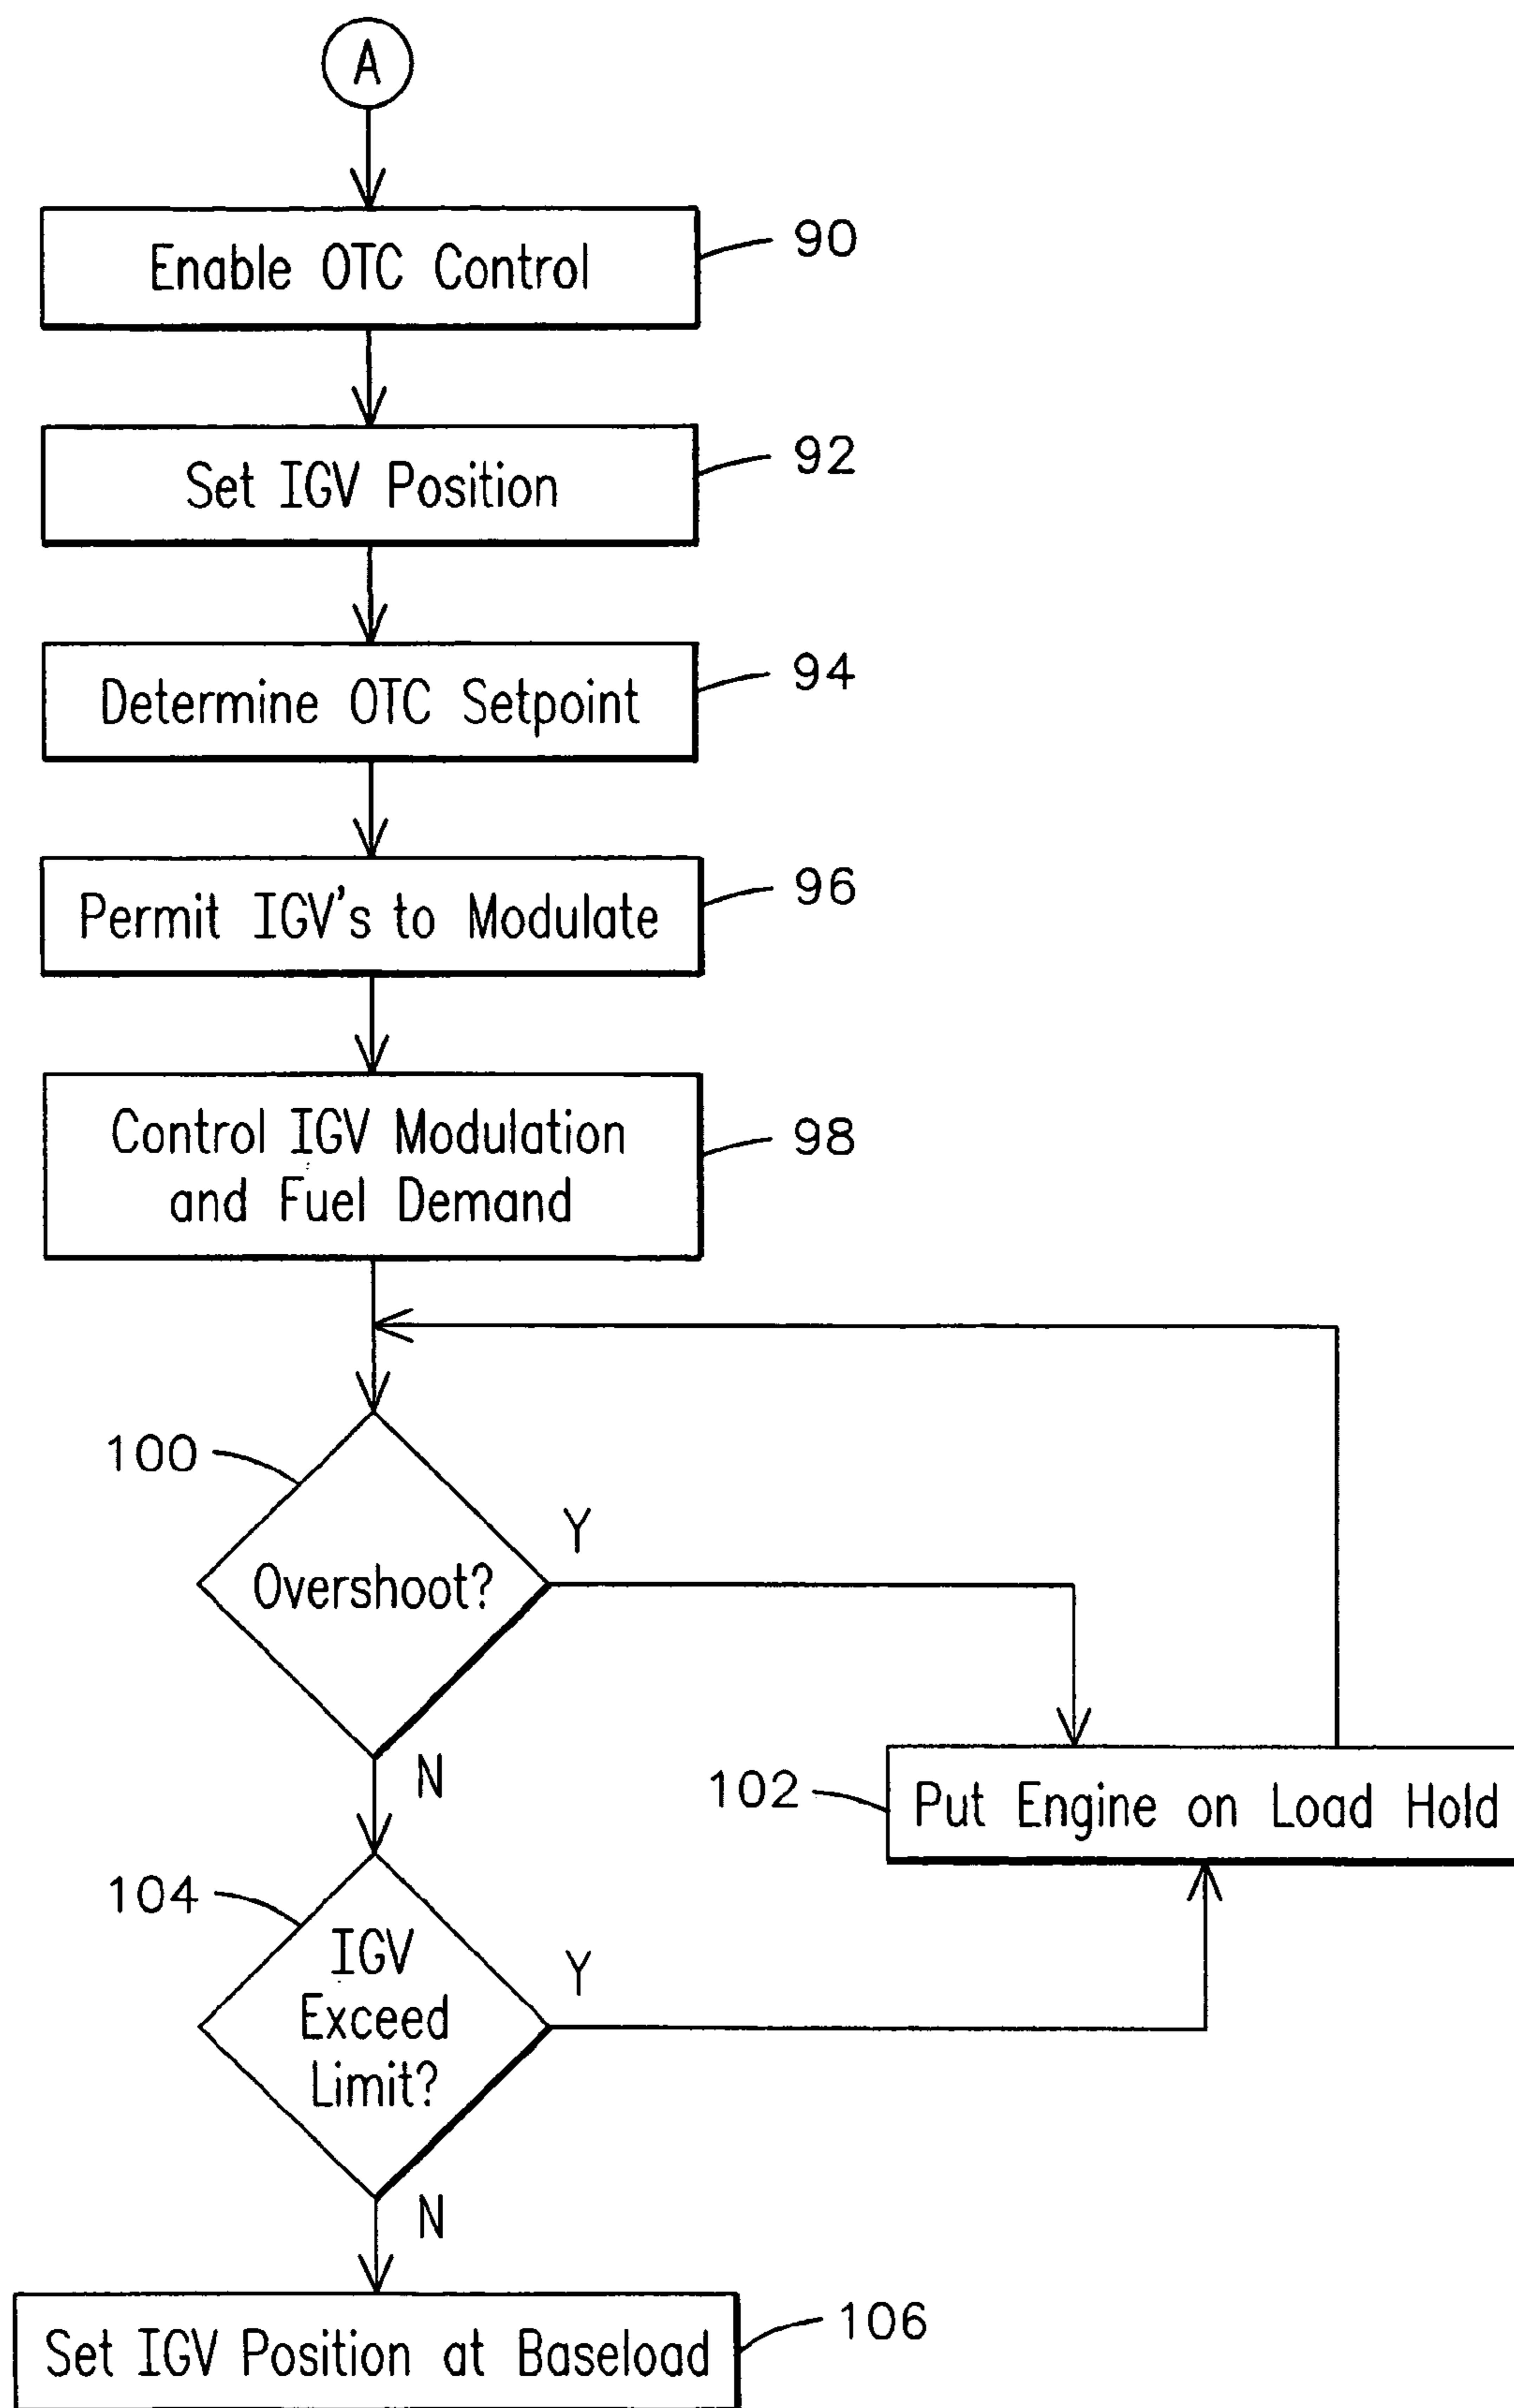 A
Enable OTC Control
90
Set IGV Position
92
Determine OTC Setpoint
94
Permit IGV's to Modulate
96
Control IGV Modulation
and Fuel Demand
98
100
Overshoot?
Y
N
102
Put Engine on Load Hold
104
IGV
Exceed
Limit?
Y
N
Set IGV Position at Baseload
106